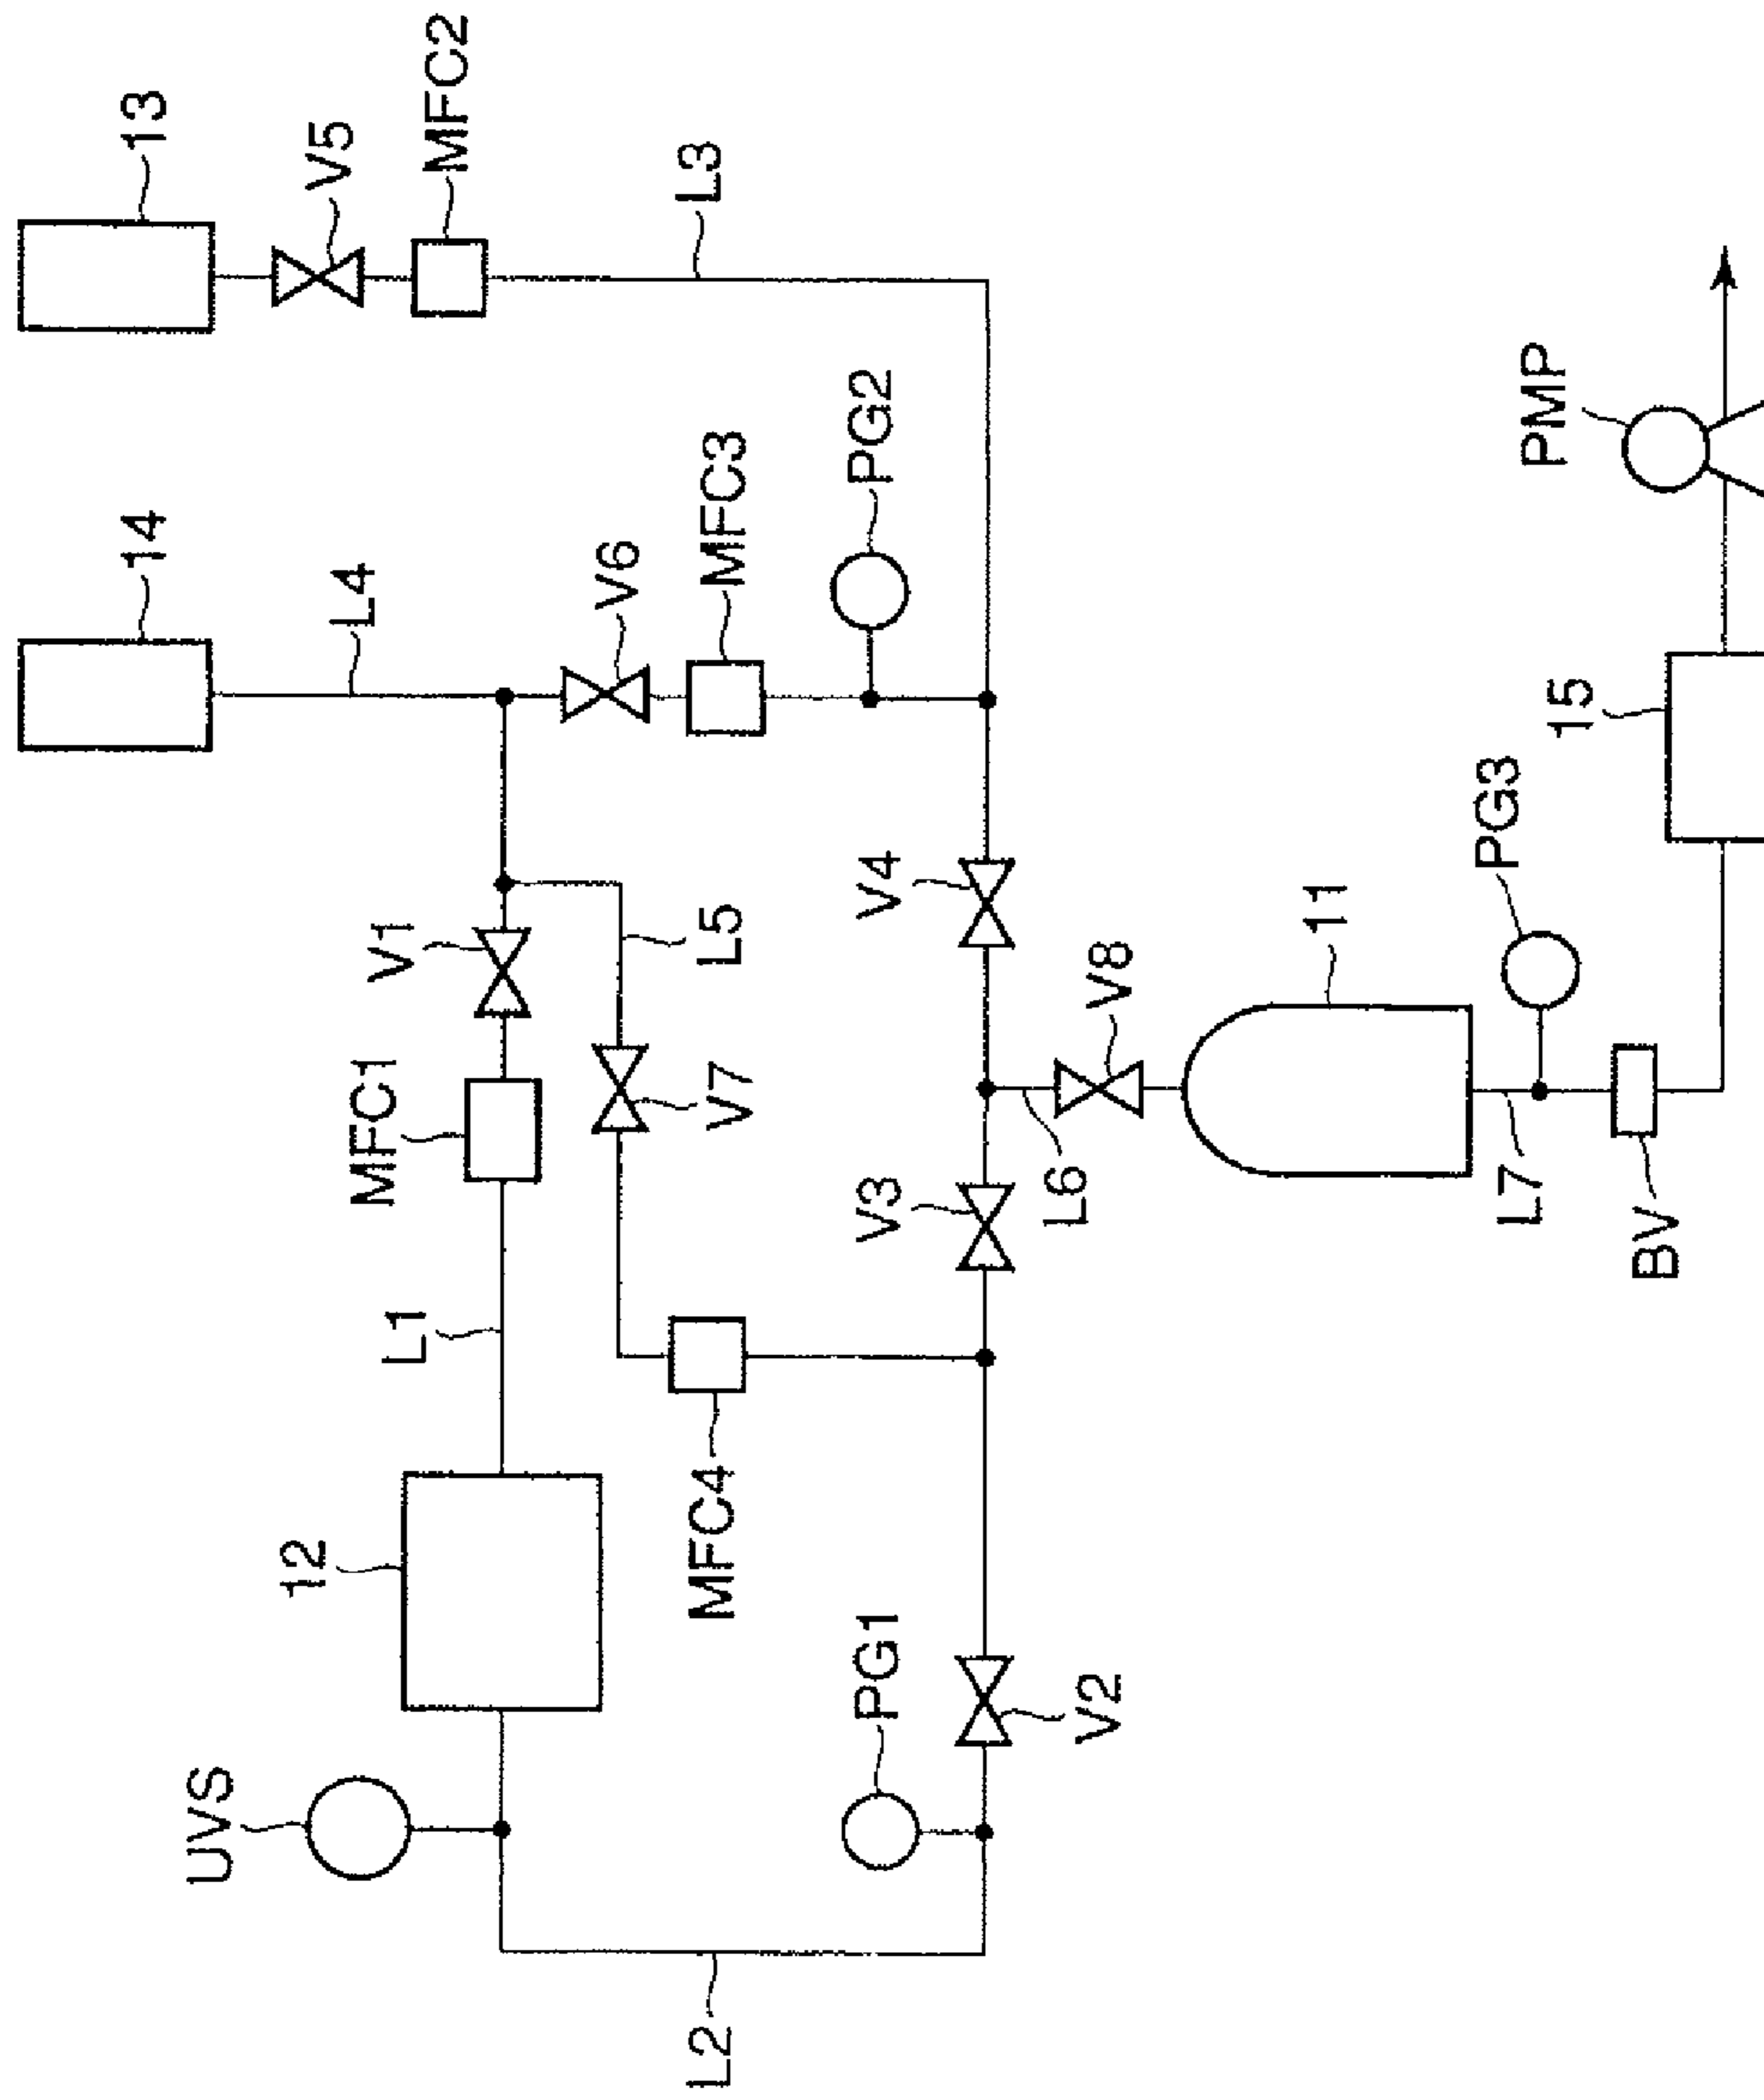 13
V5
MFC2
L3
14
L4
V6
MFC3
PG2
PMP
15
V1
L5
V4
PG3
11
V8
MFC1
V7
V3
L6
L7
BV
L1
12
MFC4
PG1
V2
UVS
L2